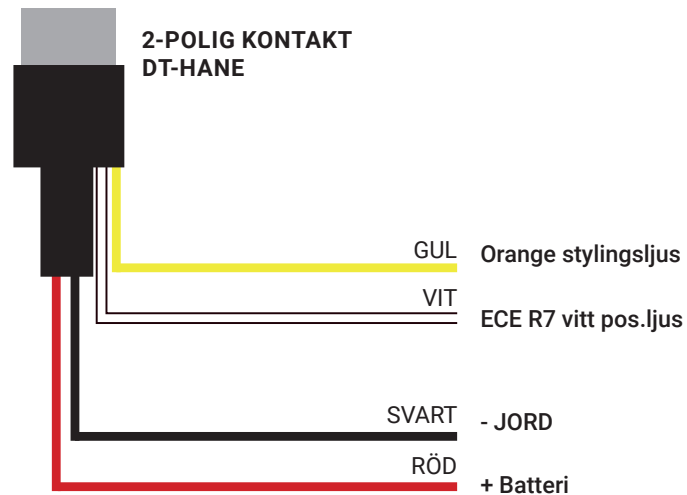 2-POLIG KONTAKT
DT-HANE
GUL Orange stylingsljus
VIT ECE R7 vitt pos.ljus
SVART - JORD
RÖD + Batteri